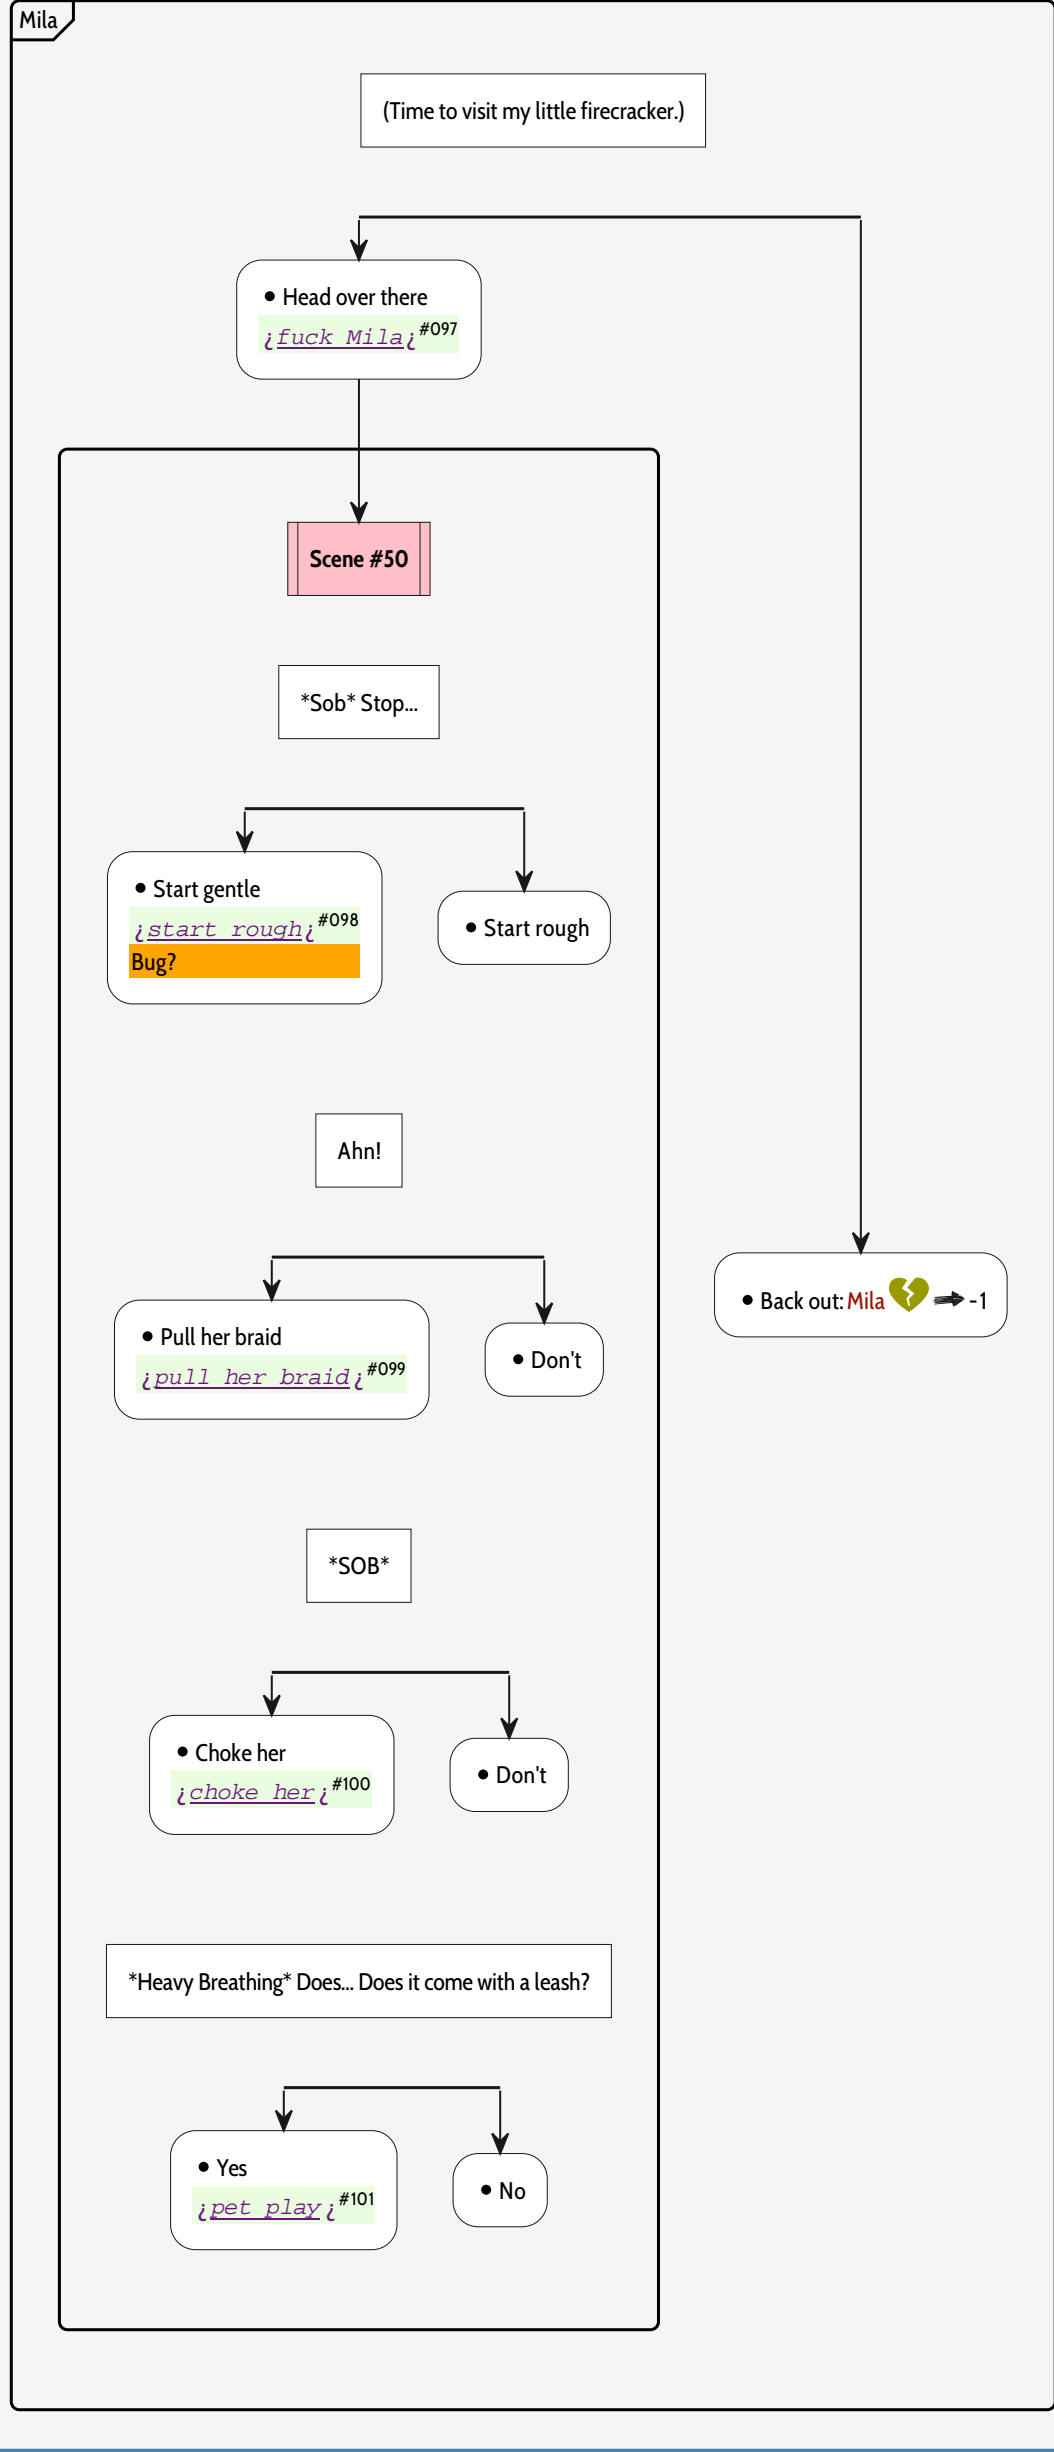 Mila
(Time to visit my little firecracker.)
• Head over there
¿fuck Mila¿#097
Scene #50
*Sob* Stop...
• Start gentle
¿start rough¿#098
Bug?
• Start rough
Ahn!
• Pull her braid
¿pull her braid¿#099
• Don't
• Back out: Mila -1
*SOB*
• Choke her
¿choke her¿#100
• Don't
*Heavy Breathing* Does... Does it come with a leash?
• Yes
¿pet play¿#101
• No